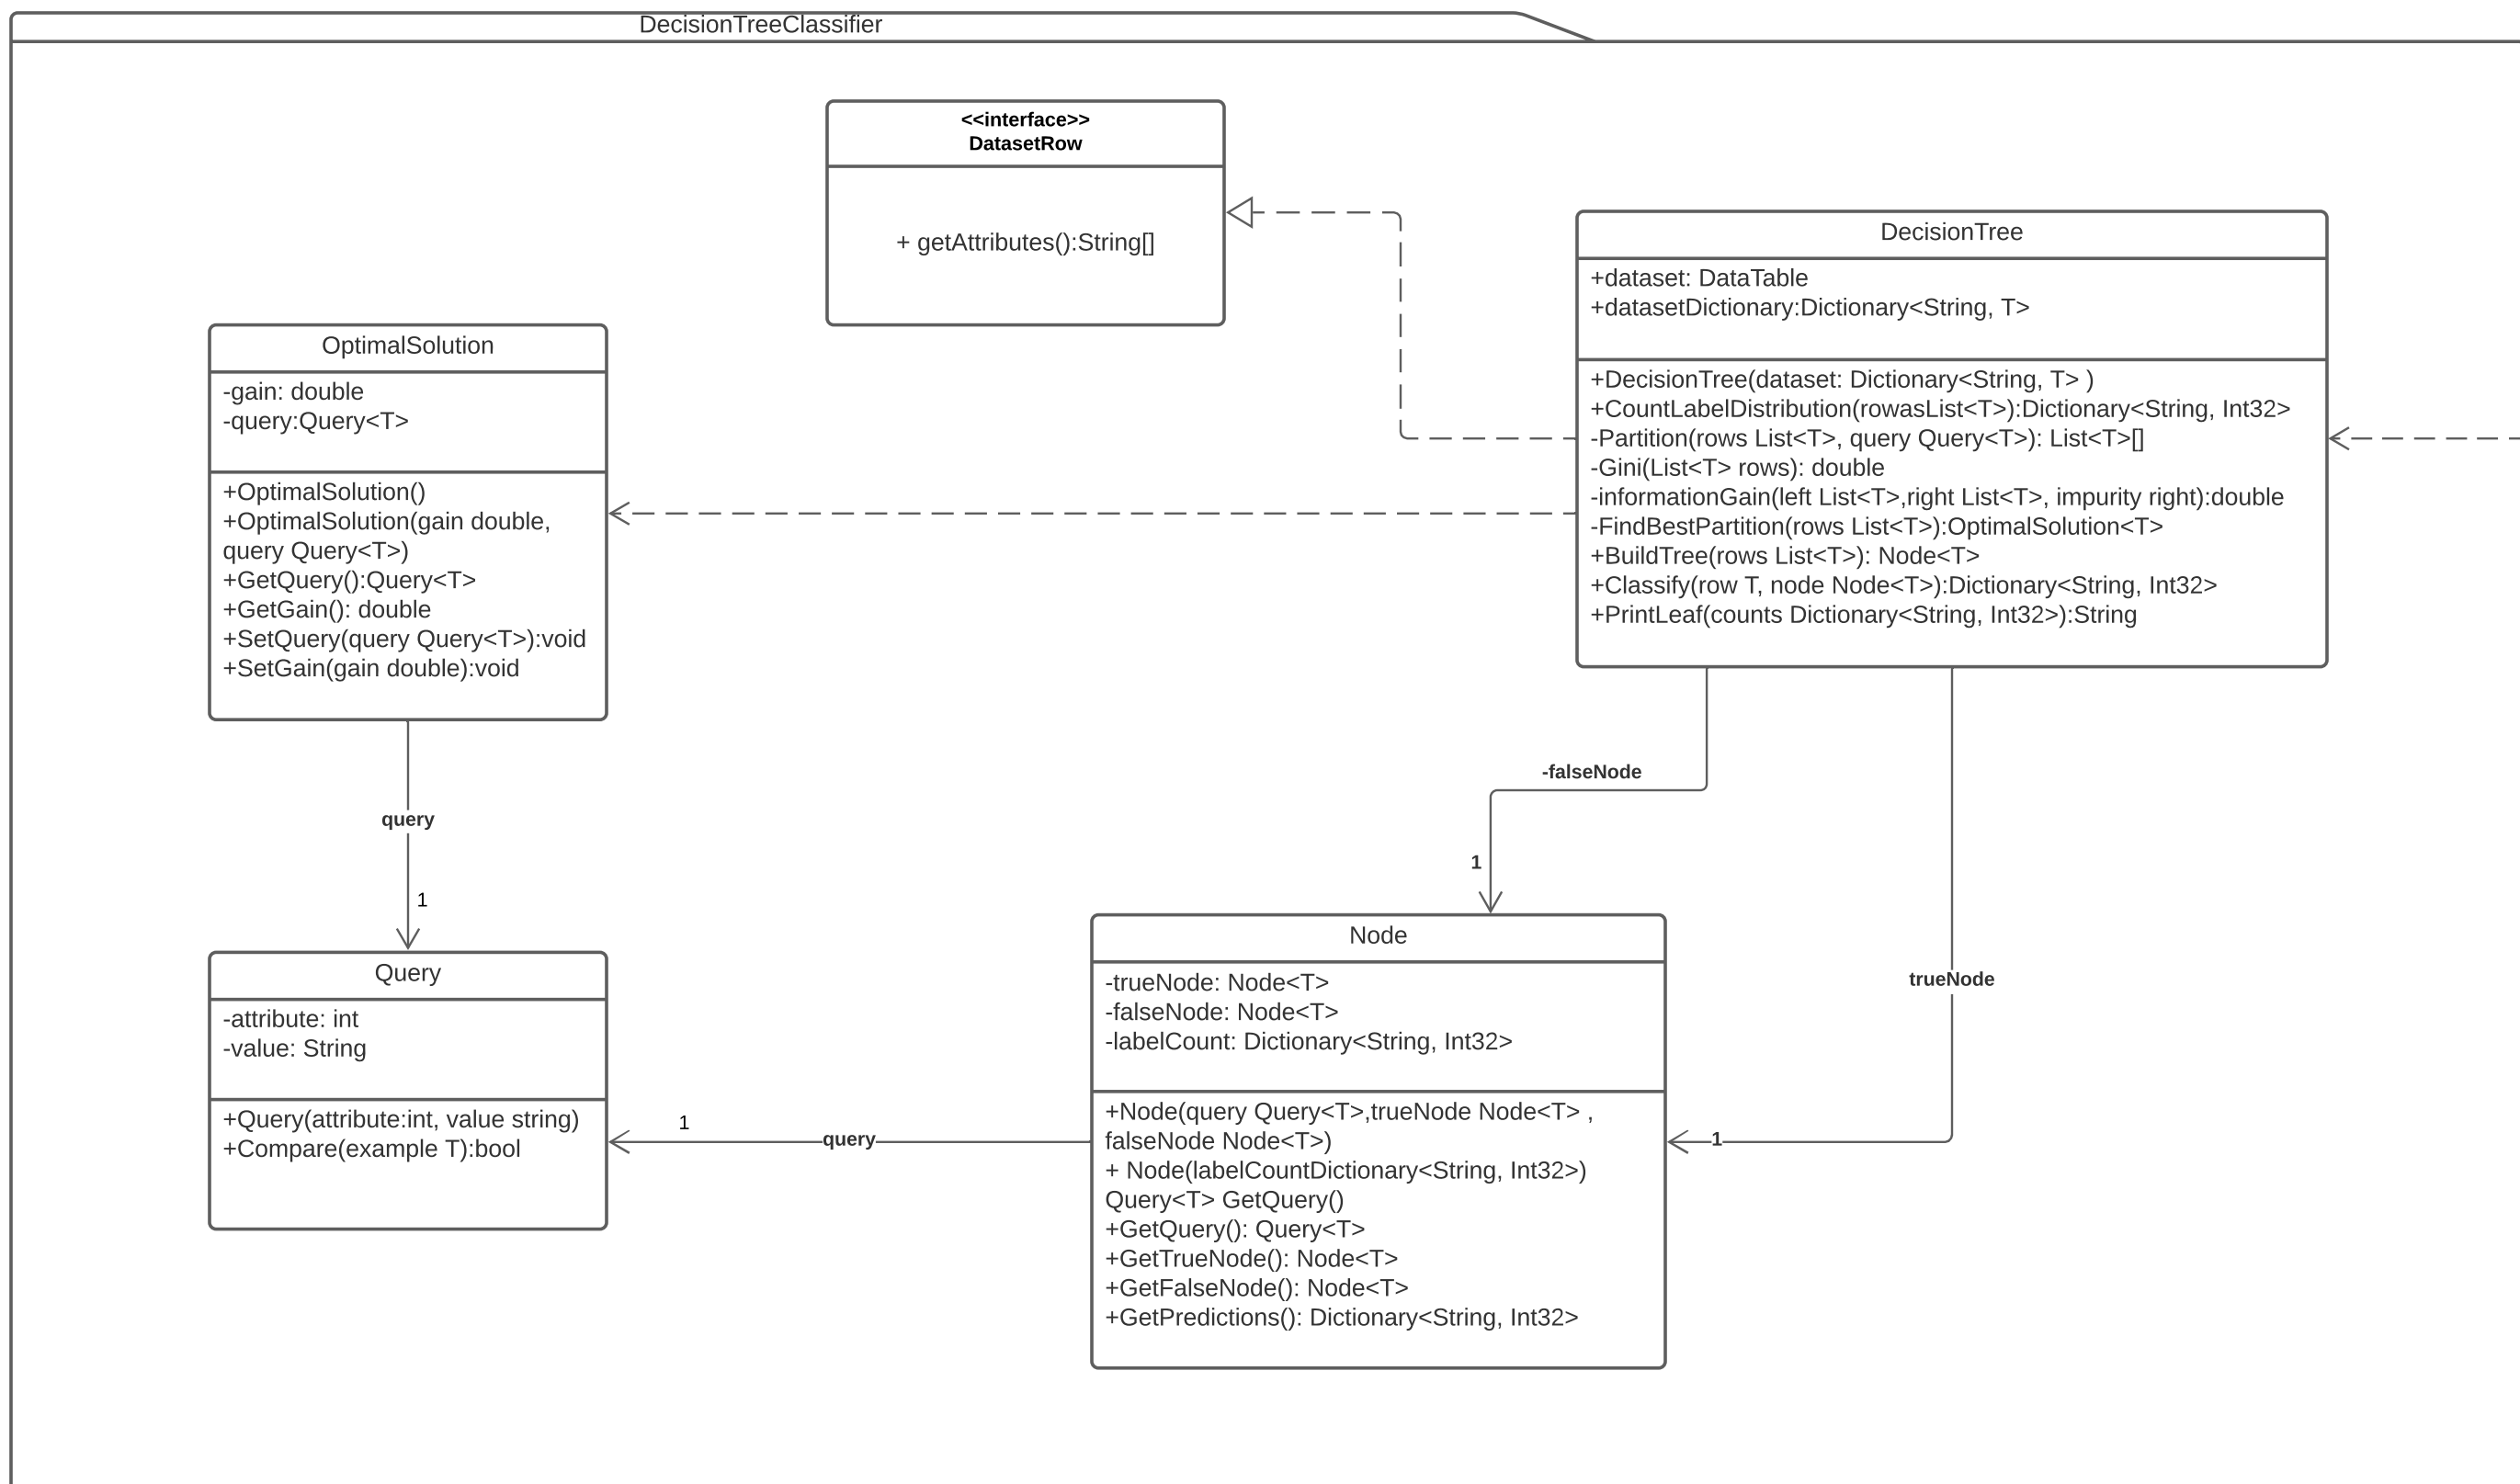 DecisionTreeClassifier
<<interface>>
DatasetRow
+ getAttributes():String[]
DecisionTree
+dataset: DataTable
+datasetDictionary:Dictionary<String, T>
+DecisionTree(dataset: Dictionary<String, T> )
+CountLabelDistribution(rowasList<T>):Dictionary<String, Int32>
-Partition(rows List<T>, query Query<T>): List<T>[]
-Gini(List<T> rows): double
-informationGain(left List<T>,right List<T>, impurity right):double
-FindBestPartition(rows List<T>):OptimalSolution<T>
+BuildTree(rows List<T>): Node<T>
+Classify(row T, node Node<T>):Dictionary<String, Int32>
+PrintLeaf(counts Dictionary<String, Int32>):String
OptimalSolution
-gain: double
-query:Query<T>
+OptimalSolution()
+OptimalSolution(gain double,
query Query<T>)
+GetQuery():Query<T>
+GetGain(): double
+SetQuery(query Query<T>):void
+SetGain(gain double):void
-falseNode
1
query
1
trueNode
1
Query
-attribute: int
-value: String
+Query(attribute:int, value string)
+Compare(example T):bool
1
query
Node
-trueNode: Node<T>
-falseNode: Node<T>
-labelCount: Dictionary<String, Int32>
+Node(query Query<T>,trueNode Node<T> ,
falseNode Node<T>)
+ Node(labelCountDictionary<String, Int32>)
Query<T> GetQuery()
+GetQuery(): Query<T>
+GetTrueNode(): Node<T>
+GetFalseNode(): Node<T>
+GetPredictions(): Dictionary<String, Int32>